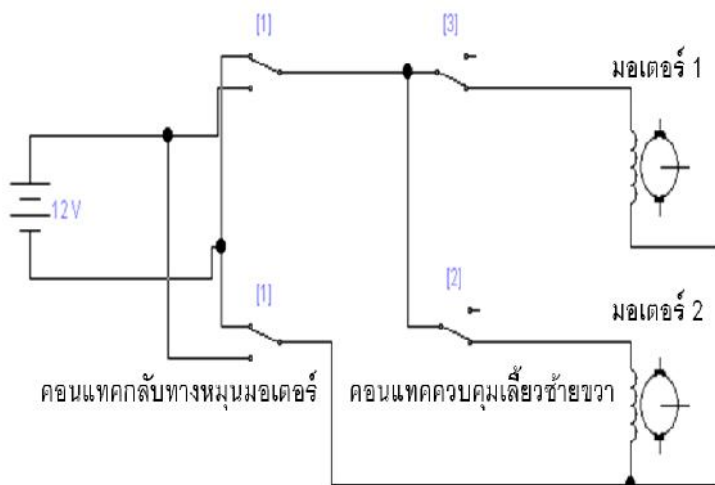 [1]
[3]
มอเตอร์ 1
12V
[1]
[2]
มอเตอร์ 2
คอนแทคกลับทางหมุนมอเตอร์
คอนแทคควบคุมเลี้ยวซ้ายขวา